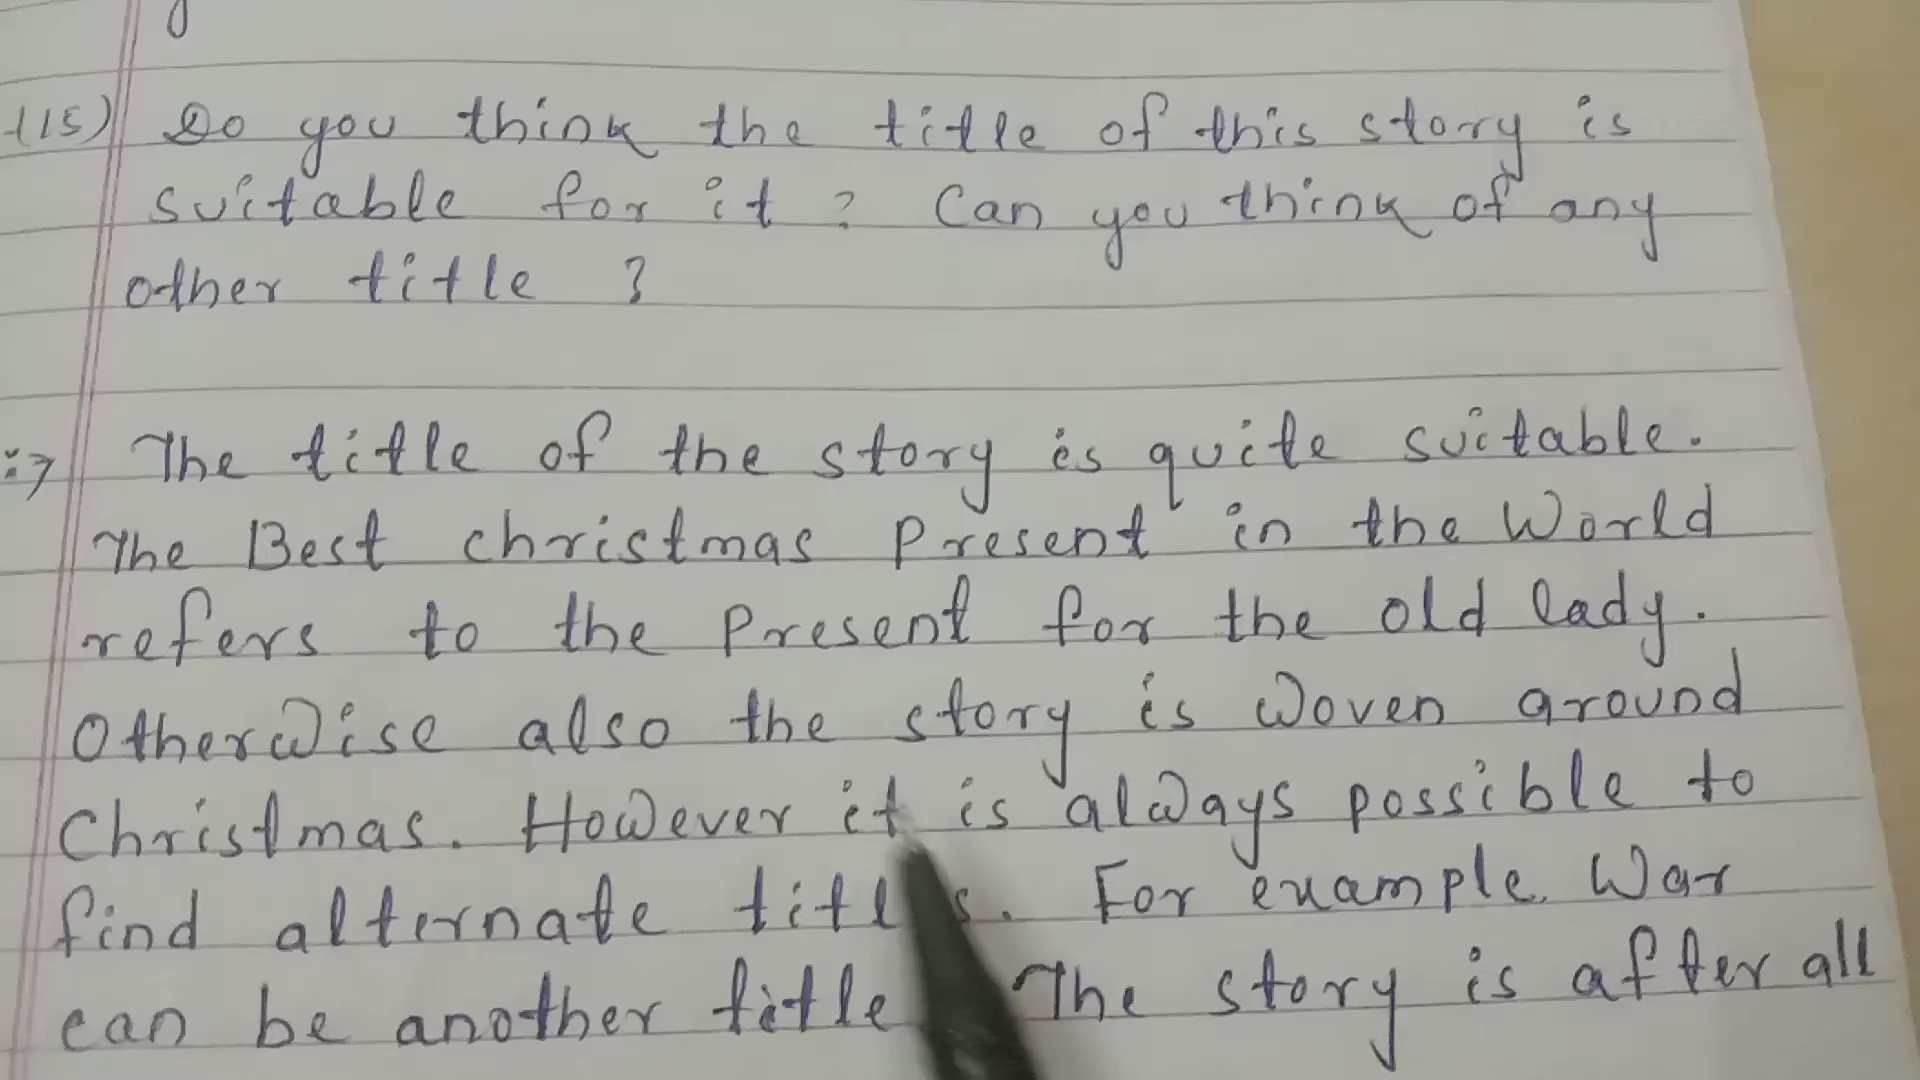 (15) Do you think the title of this story is
suitable for it? Can you think of any
other title ?
:-> The title of the story is quite suitable.
The Best christmas Present in the World
refers to the Present for the old lady.
Otherwise also the story is woven around
Christmas. However it is always possible to
find alternate titles. For example. War
can be another title The story is after all